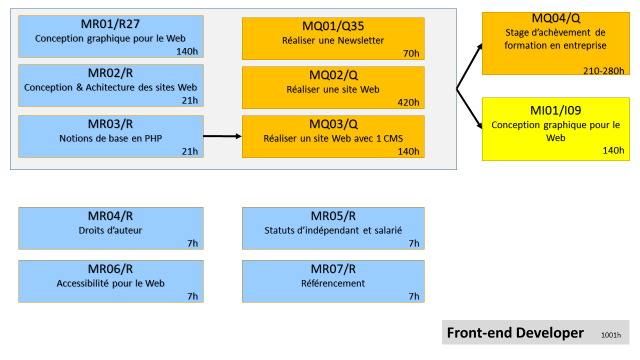 MR01/R27
Conception graphique pour le Web
140h
MR02/R
Conception & Achitecture des sites Web
21h
MR03/R
Notions de base en PHP
21h
MQ01/Q35
Réaliser une Newsletter
70h
MQ02/Q
Réaliser une site Web
420h
MQ03/Q
Réaliser un site Web avec 1 CMS
140h
MQ04/Q
Stage d'achèvement de
formation en entreprise
210-280h
MI01/I09
Conception graphique pour le
Web
140h
MR04/R
Droits d'auteur
7h
MR05/R
Statuts d'indépendant et salarié
7h
MR06/R
Accessibilité pour le Web
7h
MR07/R
Référencement
7h
Front-end Developer 1001h